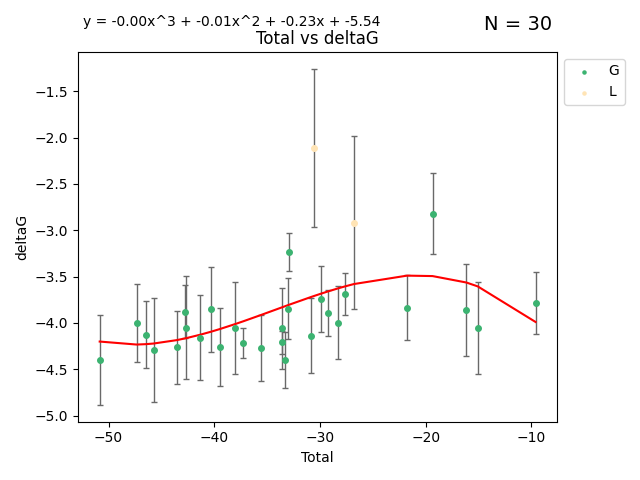 y = -0.00x^3 + -0.01x^2 + -0.23x + -5.54
N = 30
Total vs deltaG
G
L
−1.5
−2.0
−2.5
−3.0
−3.5
−4.0
−4.5
−5.0
deltaG
−50
−40
−30
−20
−10
Total